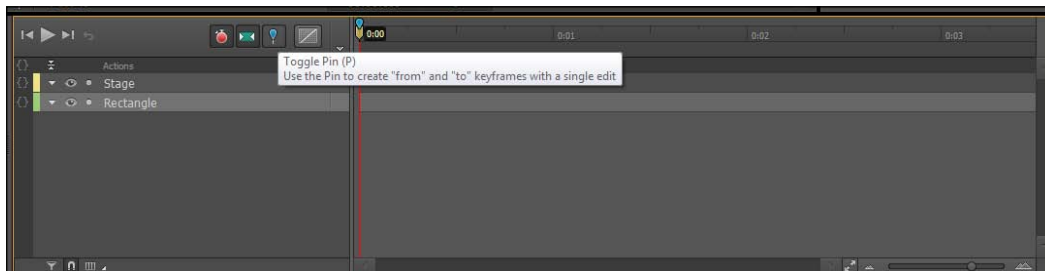 0:00 0:01 0:02 0:03
Toggle Pin (P)
Use the Pin to create "from" and "to" keyframes with a single edit
Actions
Stage
Rectangle